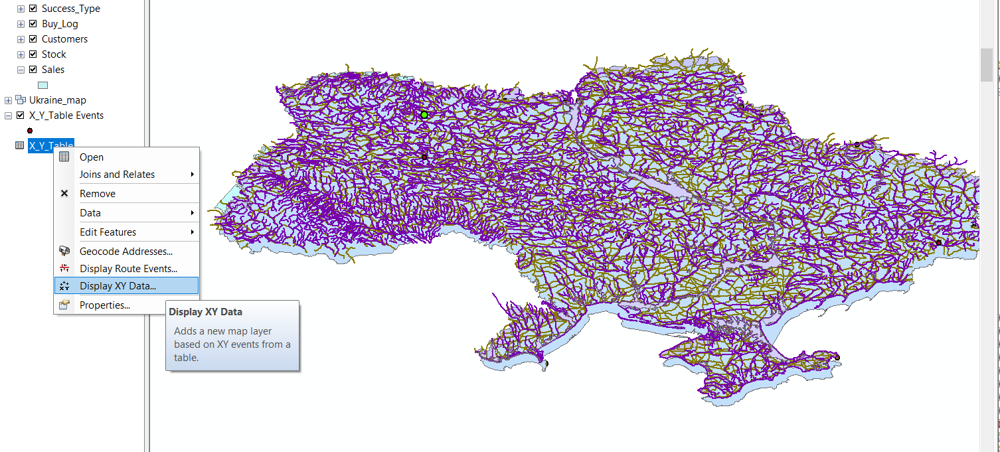 Success_Type
Buy_Log
Customers
Stock
Sales
Ukraine_map
X_Y_Table Events
X_Y_Table
Open
Joins and Relates
Remove
Data
Edit Features
Geocode Addresses...
Display Route Events...
Display XY Data...
Properties...
Display XY Data
Adds a new map layer
based on XY events from a
table.